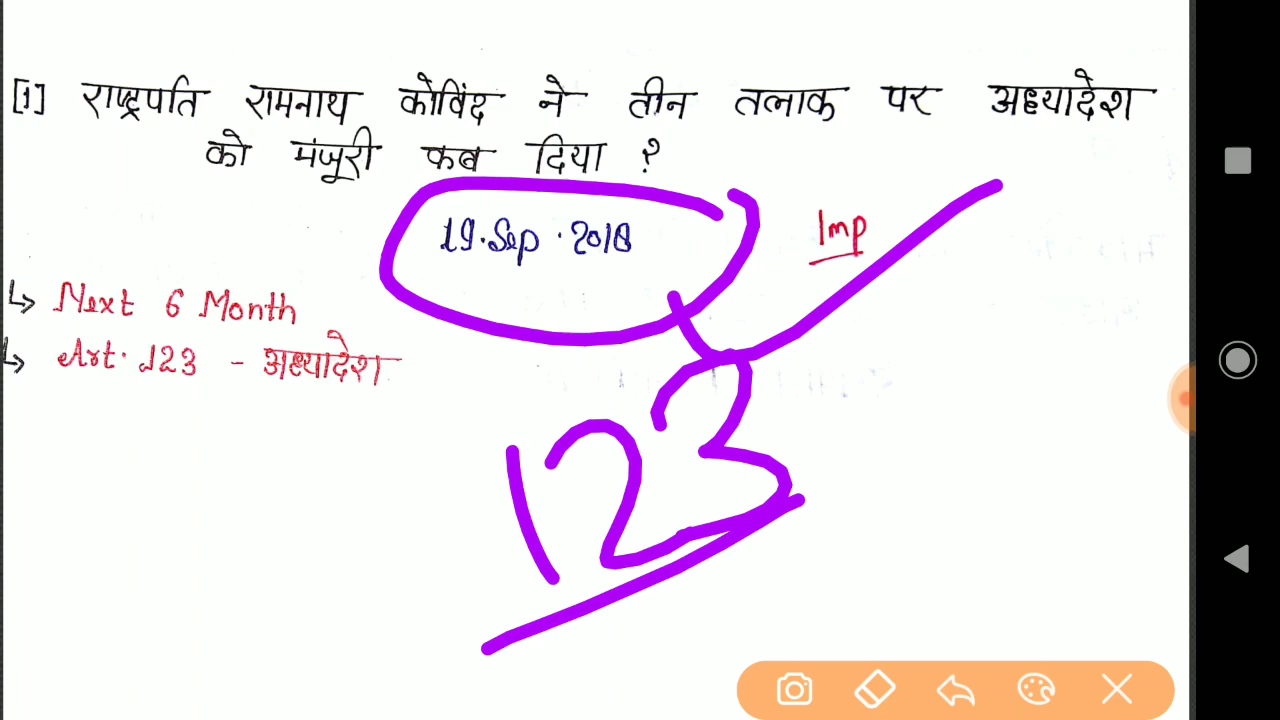 [1] राष्ट्रपति रामनाथ कोविंद ने तीन तलाक पर अध्यादेश
को मंजूरी कब दिया ?
19.Sep.2018
Imp
↳ Next 6 Month
↳ Art. 123 - अध्यादेश
123